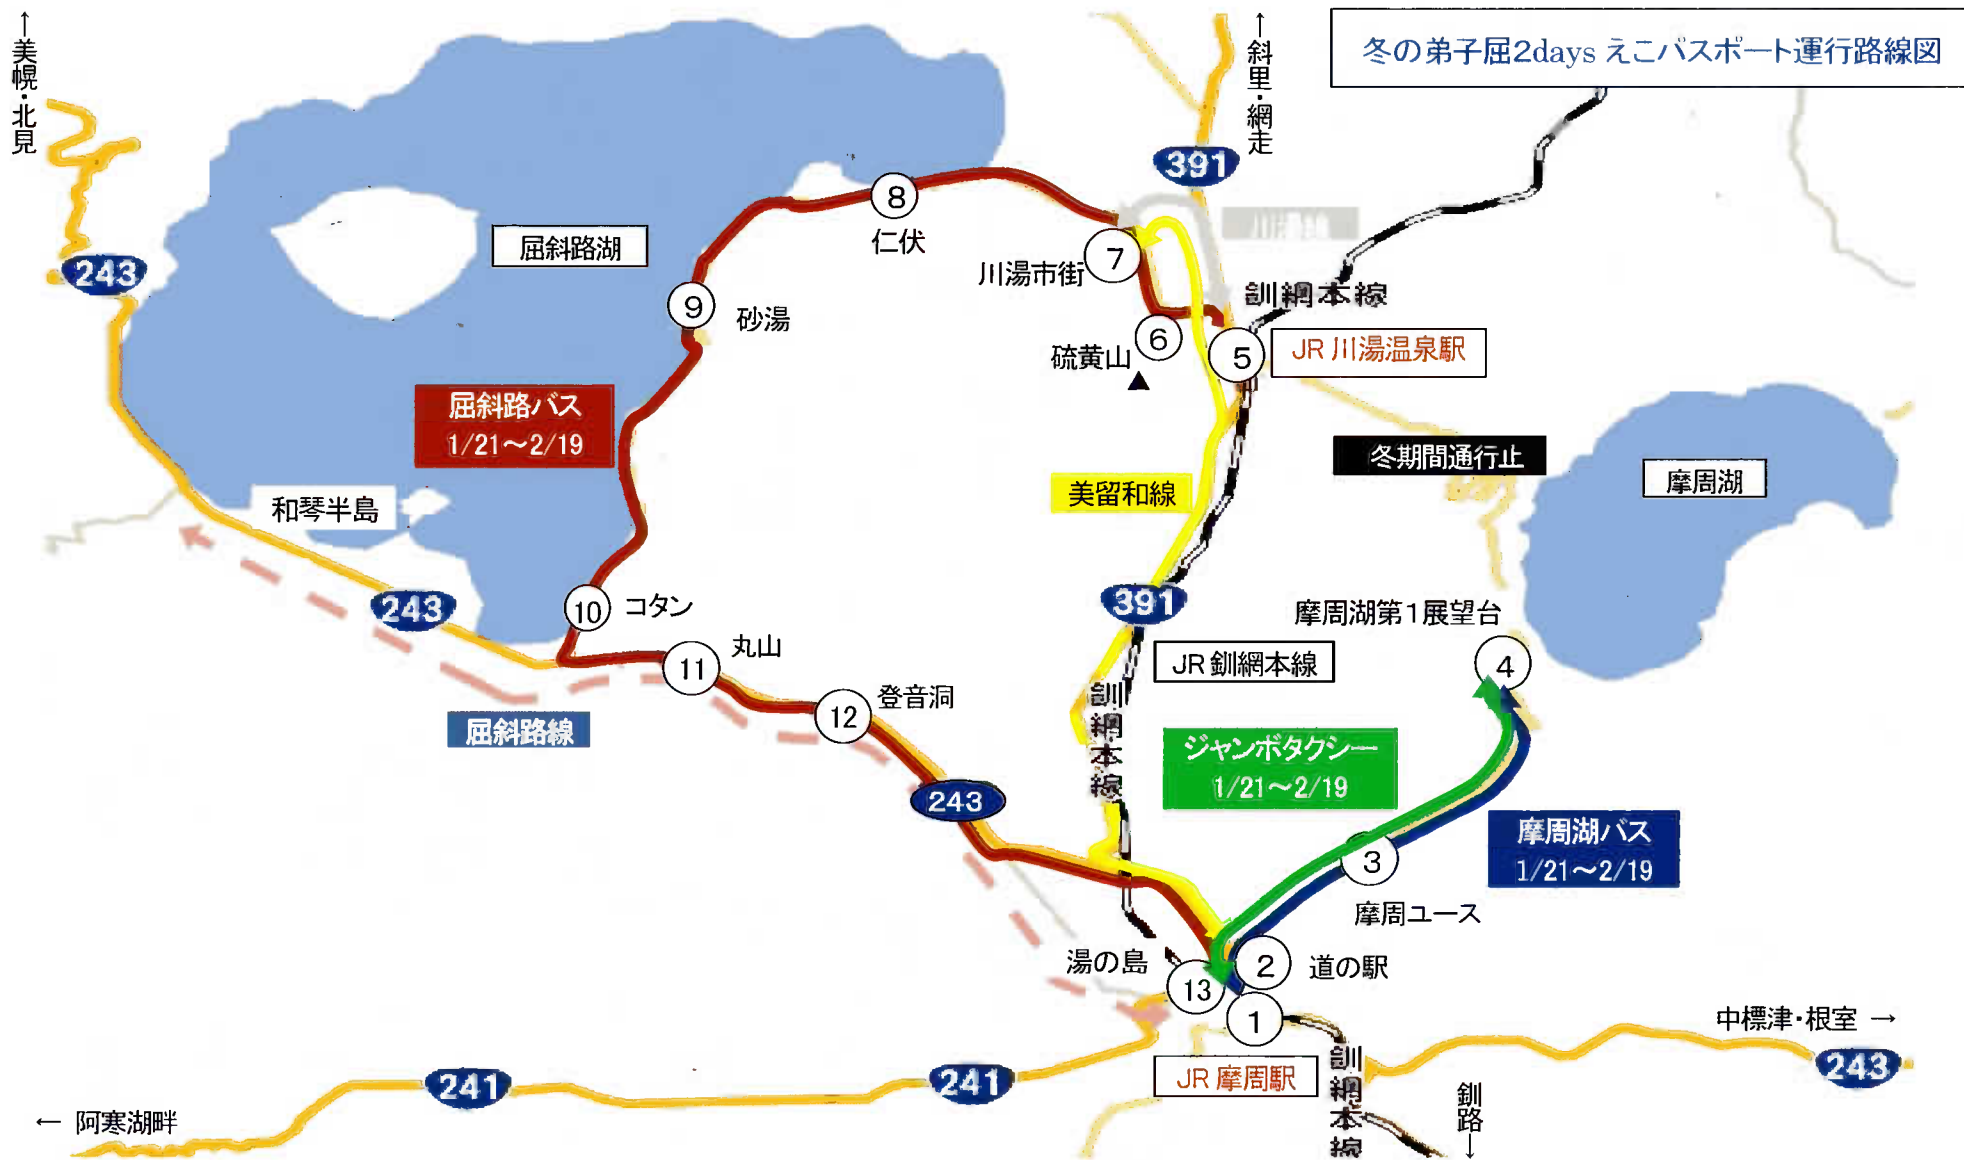 冬の弟子屈2days えこパスポート運行路線図
↑美幌・北見
↑斜里・網走
391
243
屈斜路湖
8
仁伏
7
川湯市街
釧網本線
9
砂湯
6
硫黄山
▲
5
JR川湯温泉駅
屈斜路バス
1/21～2/19
冬期間通行止
摩周湖
美留和線
和琴半島
243
10
コタン
391
摩周湖第1展望台
4
11
丸山
JR釧網本線
12
登音洞
釧網本線
屈斜路線
ジャンボタクシー
1/21～2/19
243
摩周湖バス
1/21～2/19
3
摩周ユース
湯の島
13
2
道の駅
1
中標津・根室 →
JR摩周駅
釧網本線
243
241
241
← 阿寒湖畔
釧路→